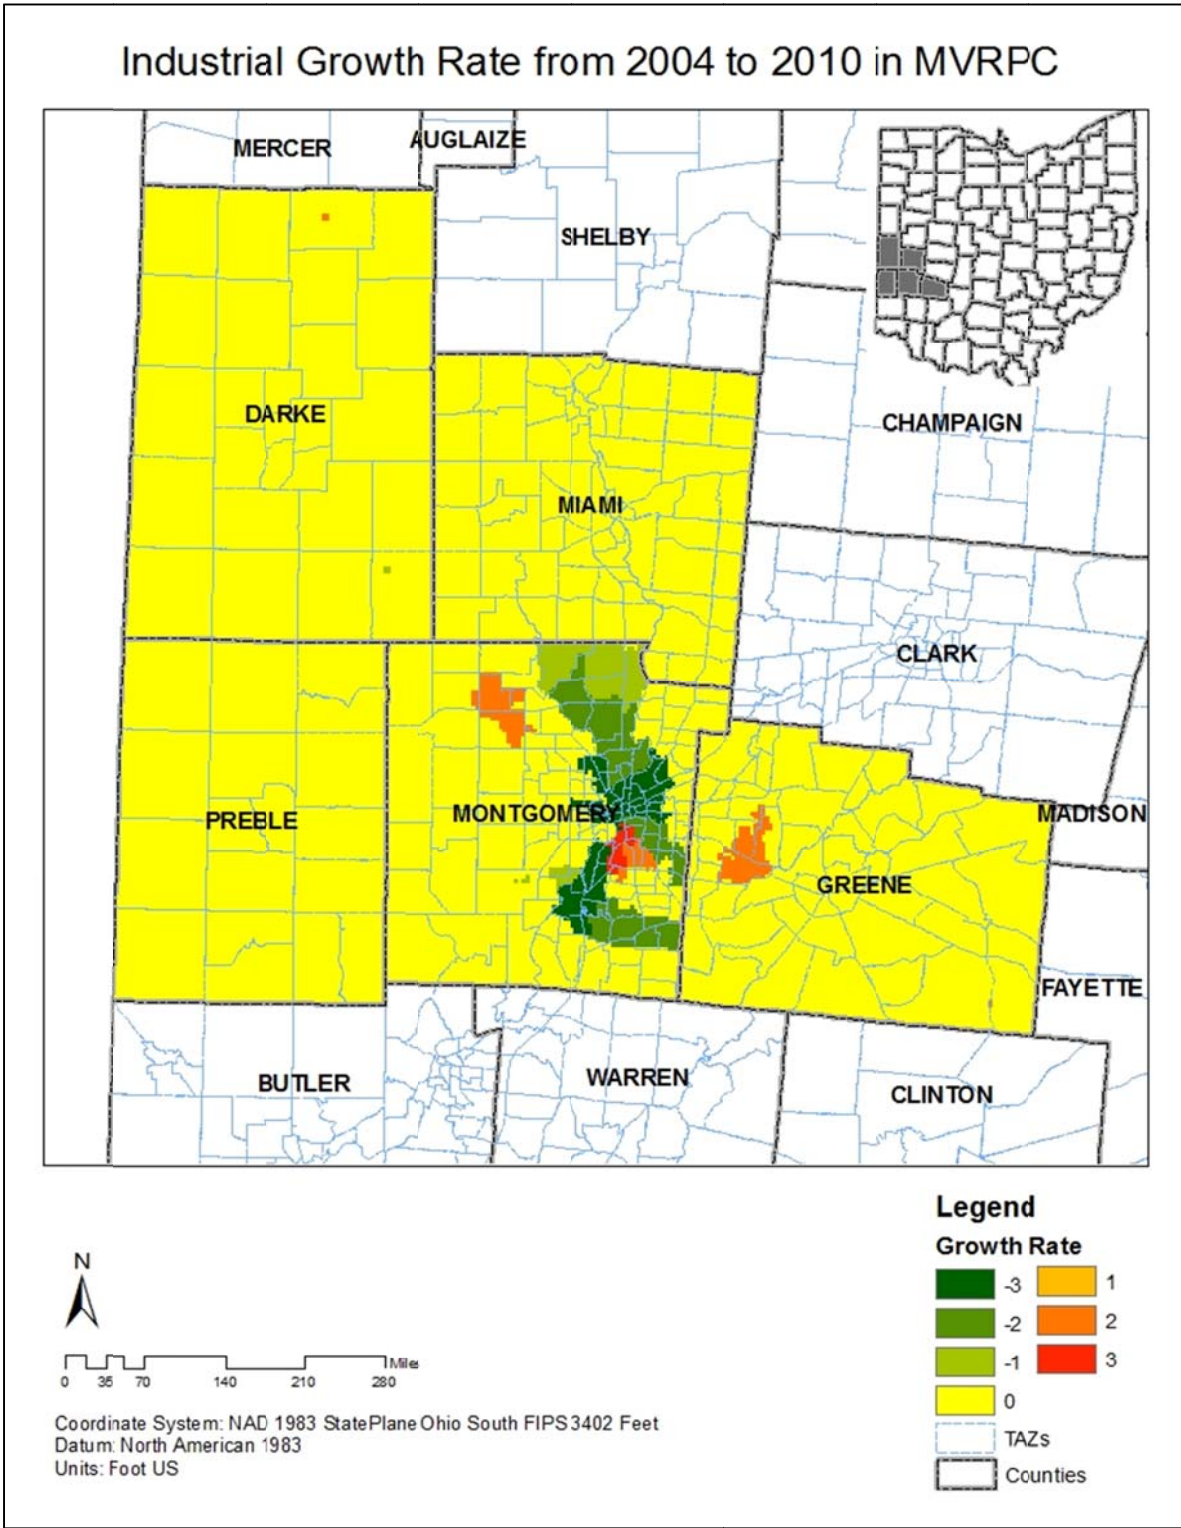 Industrial Growth Rate from 2004 to 2010 in MVRPC
MERCER
AUGLAIZE
SHELBY
DARKE
CHAMPAIGN
MIAMI
CLARK
PREBLE
MONTGOMERY
MADISON
GREENE
FAYETTE
BUTLER
WARREN
CLINTON
Legend
Growth Rate
-3 1
-2 2
-1 3
0
TAZs
Counties
N
Miles
0 35 70 140 210 280
Coordinate System: NAD 1983 StatePlane Ohio South FIPS 3402 Feet
Datum: North American 1983
Units: Foot US